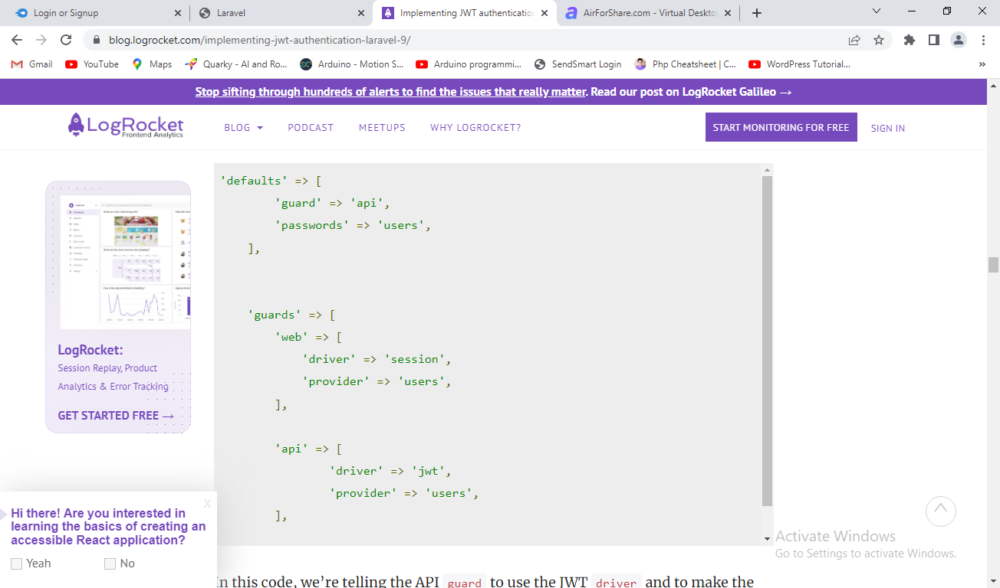 Login or Signup
Laravel
Implementing JWT authentication
AirForShare.com - Virtual Deskto
blog.logrocket.com/implementing-jwt-authentication-laravel-9/
Gmail
YouTube
Maps
Quarky - AI and Ro...
Arduino - Motion S...
Arduino programmi...
SendSmart Login
Php Cheatsheet | C...
WordPress Tutorial...
»
Stop sifting through hundreds of alerts to find the issues that really matter. Read our post on LogRocket Galileo →
LogRocket
Frontend Analytics
BLOG
PODCAST
MEETUPS
WHY LOGROCKET?
START MONITORING FOR FREE
SIGN IN
LogRocket:
Session Replay, Product
Analytics & Error Tracking
GET STARTED FREE →
'defaults' => [
'guard' => 'api',
'passwords' => 'users',
],
'guards' => [
'web' => [
'driver' => 'session',
'provider' => 'users',
],
'api' => [
'driver' => 'jwt',
'provider' => 'users',
],
X
Hi there! Are you interested in
learning the basics of creating an
accessible React application?
Yeah
No
Activate Windows
Go to Settings to activate Windows.
In this code, we’re telling the API guard to use the JWT driver and to make the